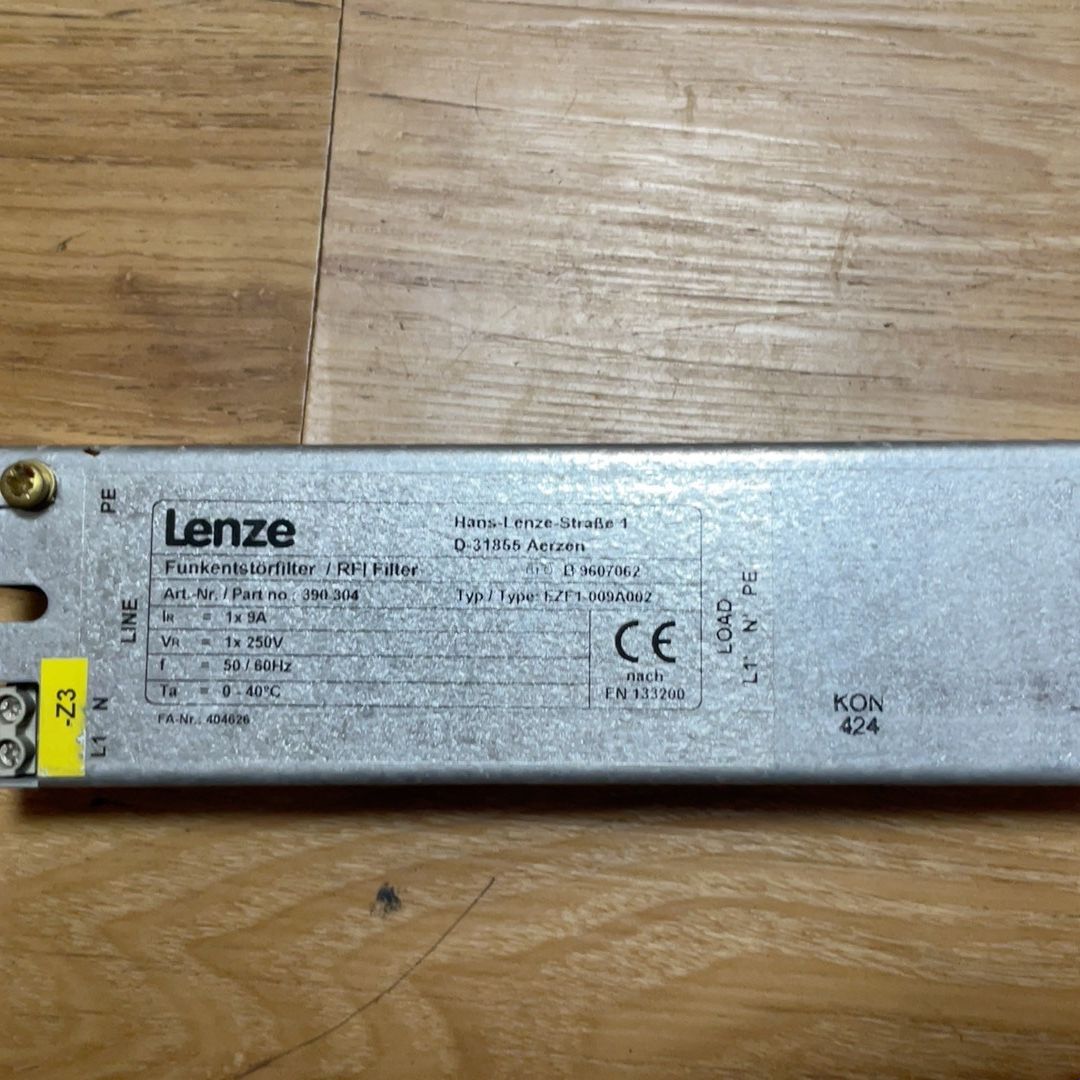 PE
LINE
L1 N
-Z3
Lenze
Hans-Lenze-Straße 1
D-31855 Aerzen
Funkentstörfilter / RFI Filter
D 9607062
Art.-Nr. / Part no.: 390 304
Typ / Type: EZF1-009A002
IR = 1x 9A
VR = 1x 250V
f = 50 / 60Hz
Ta = 0 - 40°C
CE
nach
EN 133200
FA-Nr.: 404626
LOAD
L1' N' PE
KON
424